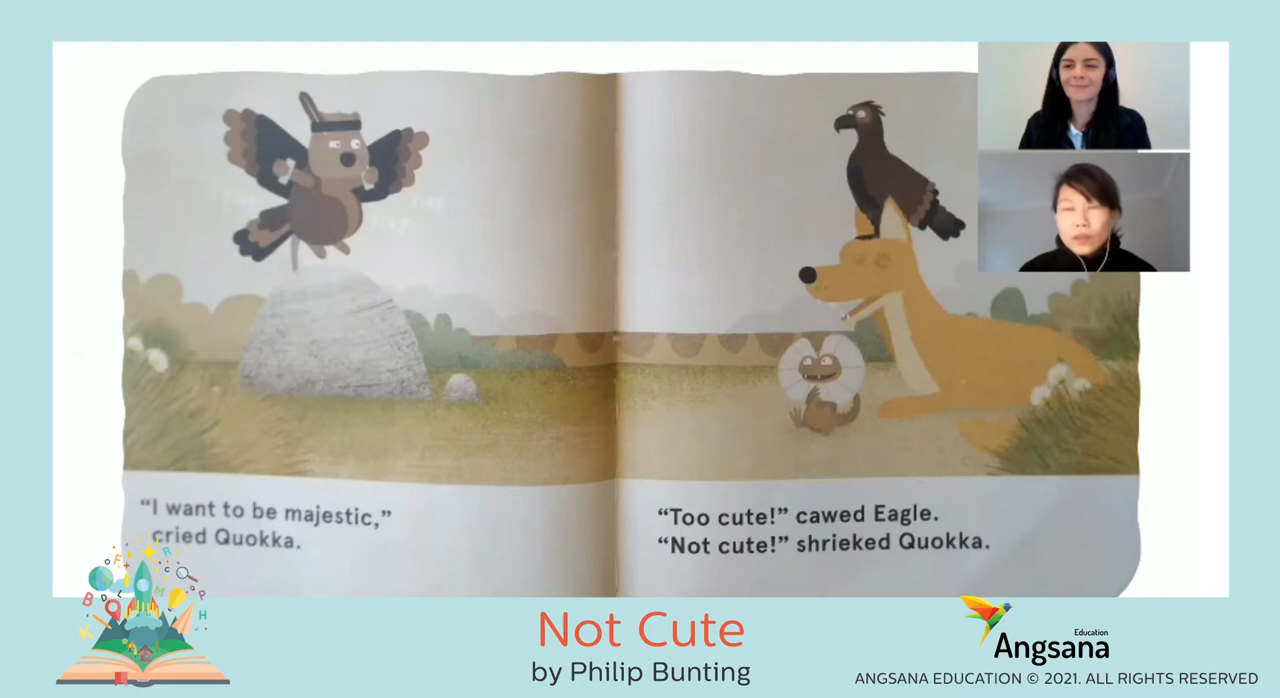 “I want to be majestic,”
cried Quokka.
“Too cute!” cawed Eagle.
“Not cute!” shrieked Quokka.
Not Cute
by Philip Bunting
Education
Angsana
ANGSANA EDUCATION © 2021. ALL RIGHTS RESERVED